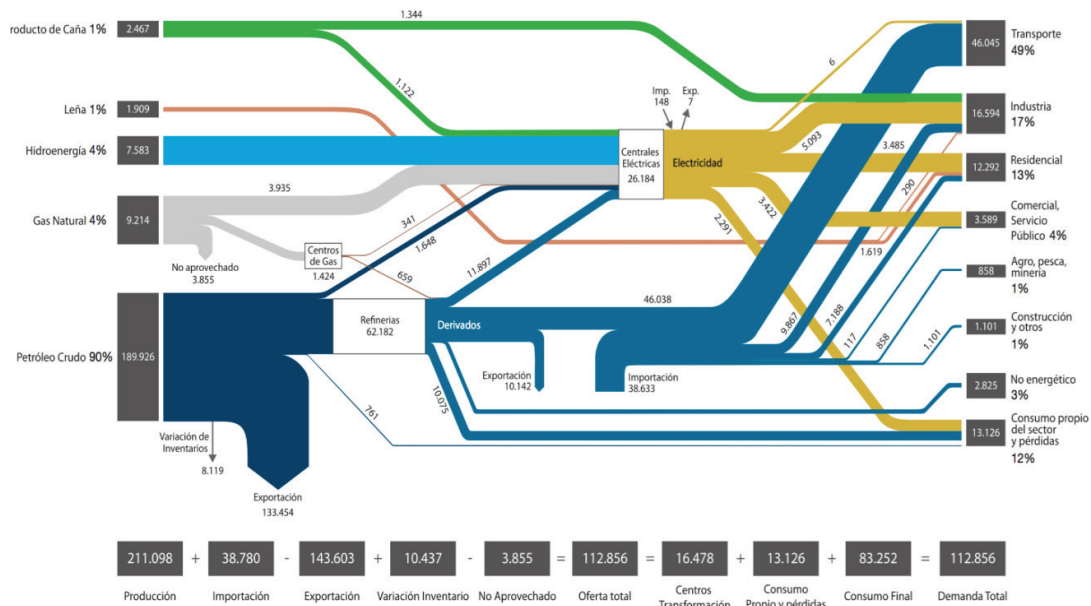 roducto de Caña 1%
2.467
1.344
1.122
6
Transporte
46.045
49%
Leña 1%
1.909
Imp.
148
Exp.
7
Industria
16.594
17%
Hidroenergía 4%
7.583
Centrales
Eléctricas
26.184
Electricidad
5.093
3.485
Residencial
12.292
13%
Gas Natural 4%
9.214
3.935
341
1.648
3.422
290
2.291
Comercial,
Servicio
Público 4%
3.589
No aprovechado
3.855
Centros
de Gas
1.424
659
11.897
1.619
Agro, pesca,
minería
1%
858
Petróleo Crudo 90%
189.926
Refinerias
62.182
Derivados
46.038
9.867
7.188
117
858
1.101
Construcción
y otros
1%
1.101
Exportación
10.142
Importación
38.633
No energético
3%
2.825
761
10.075
Consumo propio
del sector
y pérdidas
12%
13.126
Variación de
Inventarios
8.119
Exportación
133.454
211.098 + 38.780 - 143.603 + 10.437 - 3.855 = 112.856 = 16.478 + 13.126 + 83.252 = 112.856
Producción Importación Exportación Variación Inventario No Aprovechado Oferta total Centros Consumo Consumo Final Demanda Total
Transformación Propio y pérdidas